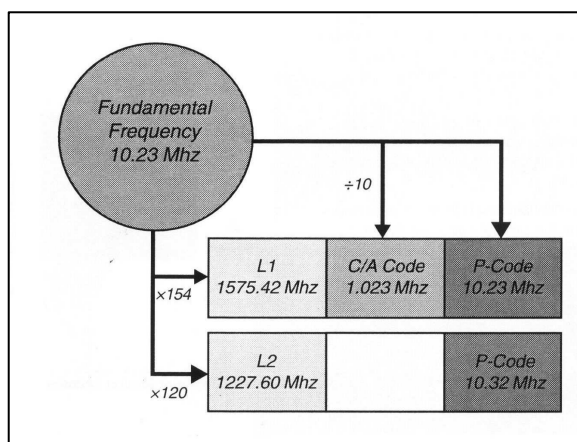 Fundamental
Frequency
10.23 Mhz
÷10
×154
L1
1575.42 Mhz
C/A Code
1.023 Mhz
P-Code
10.23 Mhz
×120
L2
1227.60 Mhz
P-Code
10.32 Mhz